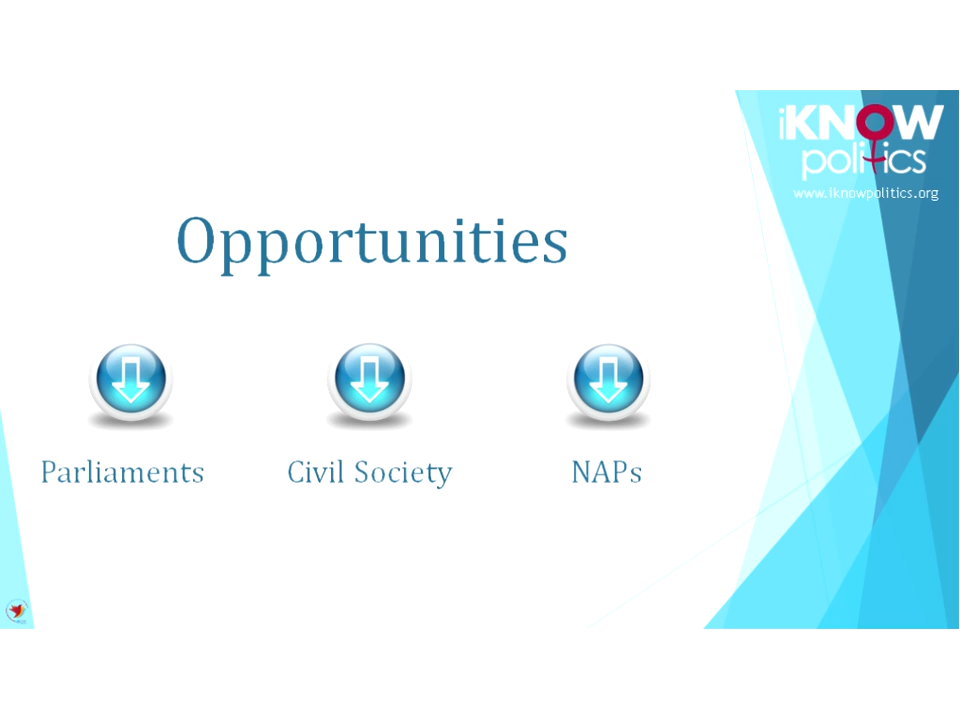 iKNOW
politics
www.iknowpolitics.org
Opportunities
Parliaments
Civil Society
NAPs